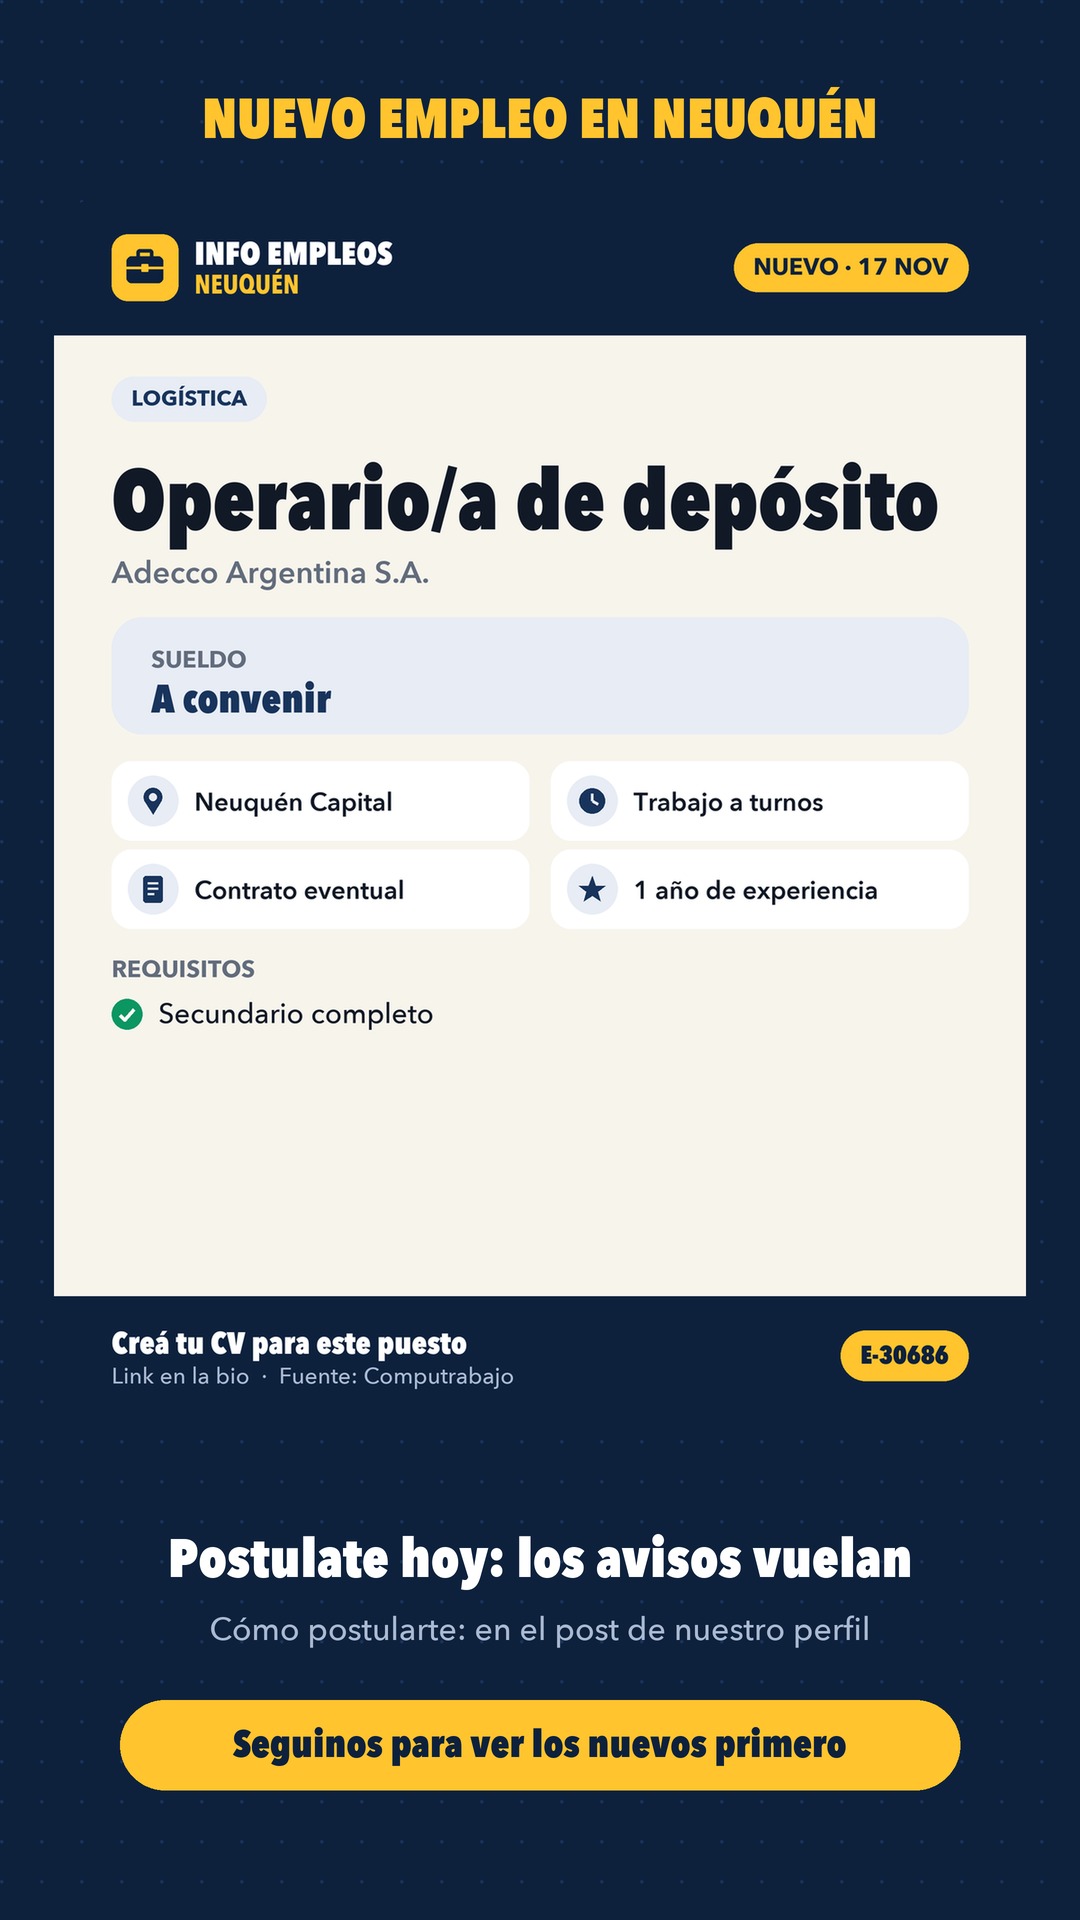 NUEVO EMPLEO EN NEUQUÉN
INFO EMPLEOS
NEUQUÉN
NUEVO · 17 NOV
LOGÍSTICA
Operario/a de depósito
Adecco Argentina S.A.
SUELDO
A convenir
Neuquén Capital
Trabajo a turnos
Contrato eventual
1 año de experiencia
REQUISITOS
Secundario completo
Creá tu CV para este puesto
Link en la bio · Fuente: Computrabajo
E-30686
Postulate hoy: los avisos vuelan
Cómo postularte: en el post de nuestro perfil
Seguinos para ver los nuevos primero